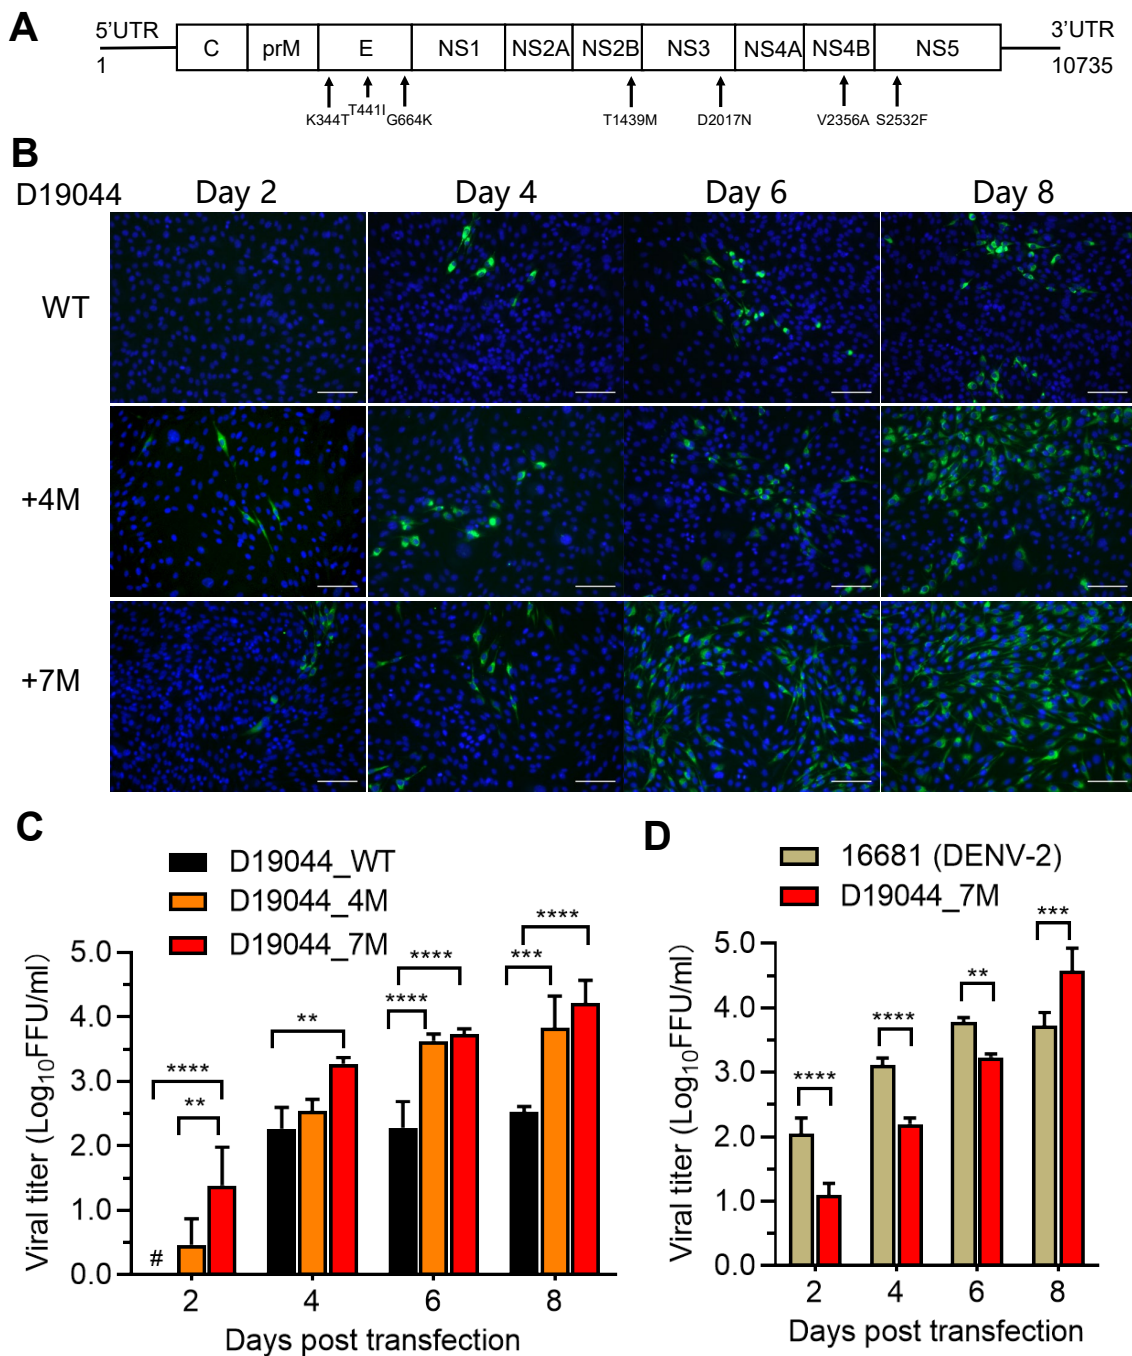 A
5'UTR
C
prM
E
NS1
NS2A
NS2B
NS3
NS4A
NS4B
NS5
3'UTR
1
10735
K344T
T441I
G664K
T1439M
D2017N
V2356A
S2532F
B
D19044
Day 2
Day 4
Day 6
Day 8
WT
+4M
+7M
C
D19044_WT
D19044_4M
D19044_7M
Viral titer (Log10FFU/ml)
5.0
4.0
3.0
2.0
1.0
0.0
#
****
**
**
****
****
***
****
2
4
6
8
Days post transfection
D
16681 (DENV-2)
D19044_7M
Viral titer (Log10FFU/ml)
5.0
4.0
3.0
2.0
1.0
0.0
****
****
**
***
2
4
6
8
Days post transfection